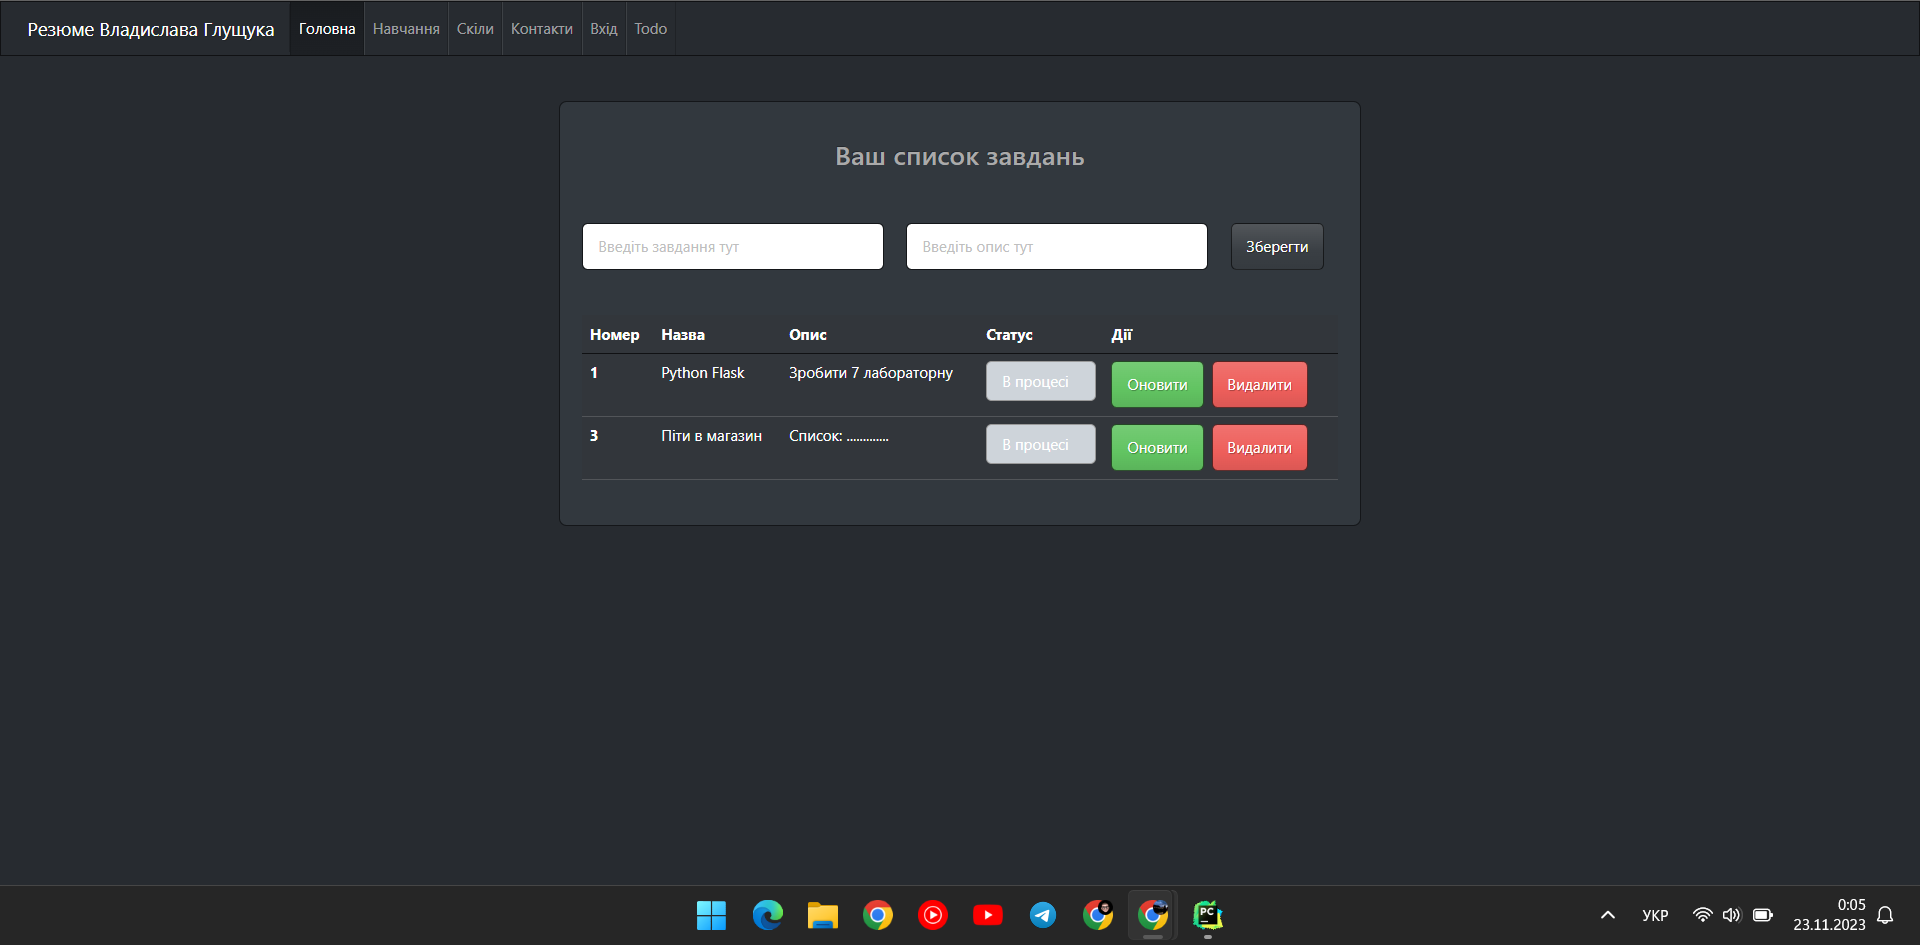 Резюме Владислава Глущука Головна Навчання Скіли Контакти Вхід Todo
Ваш список завдань
Введіть завдання тут Введіть опис тут Зберегти
Номер Назва Опис Статус Дії
1 Python Flask Зробити 7 лабораторну В процесі Оновити Видалити
3 Піти в магазин Список: ............. В процесі Оновити Видалити
PC
УКР
0:05
23.11.2023